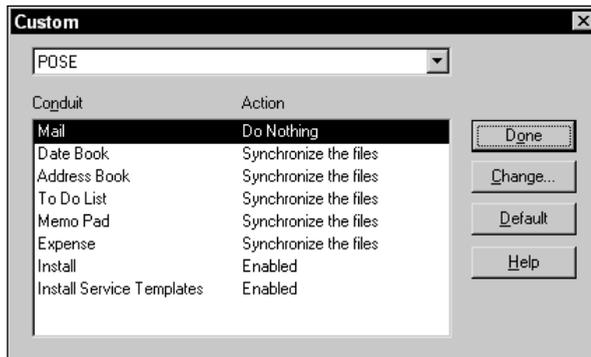 Custom
POSE
Conduit Action
Mail Do Nothing
Date Book Synchronize the files
Address Book Synchronize the files
To Do List Synchronize the files
Memo Pad Synchronize the files
Expense Synchronize the files
Install Enabled
Install Service Templates Enabled
Done
Change...
Default
Help